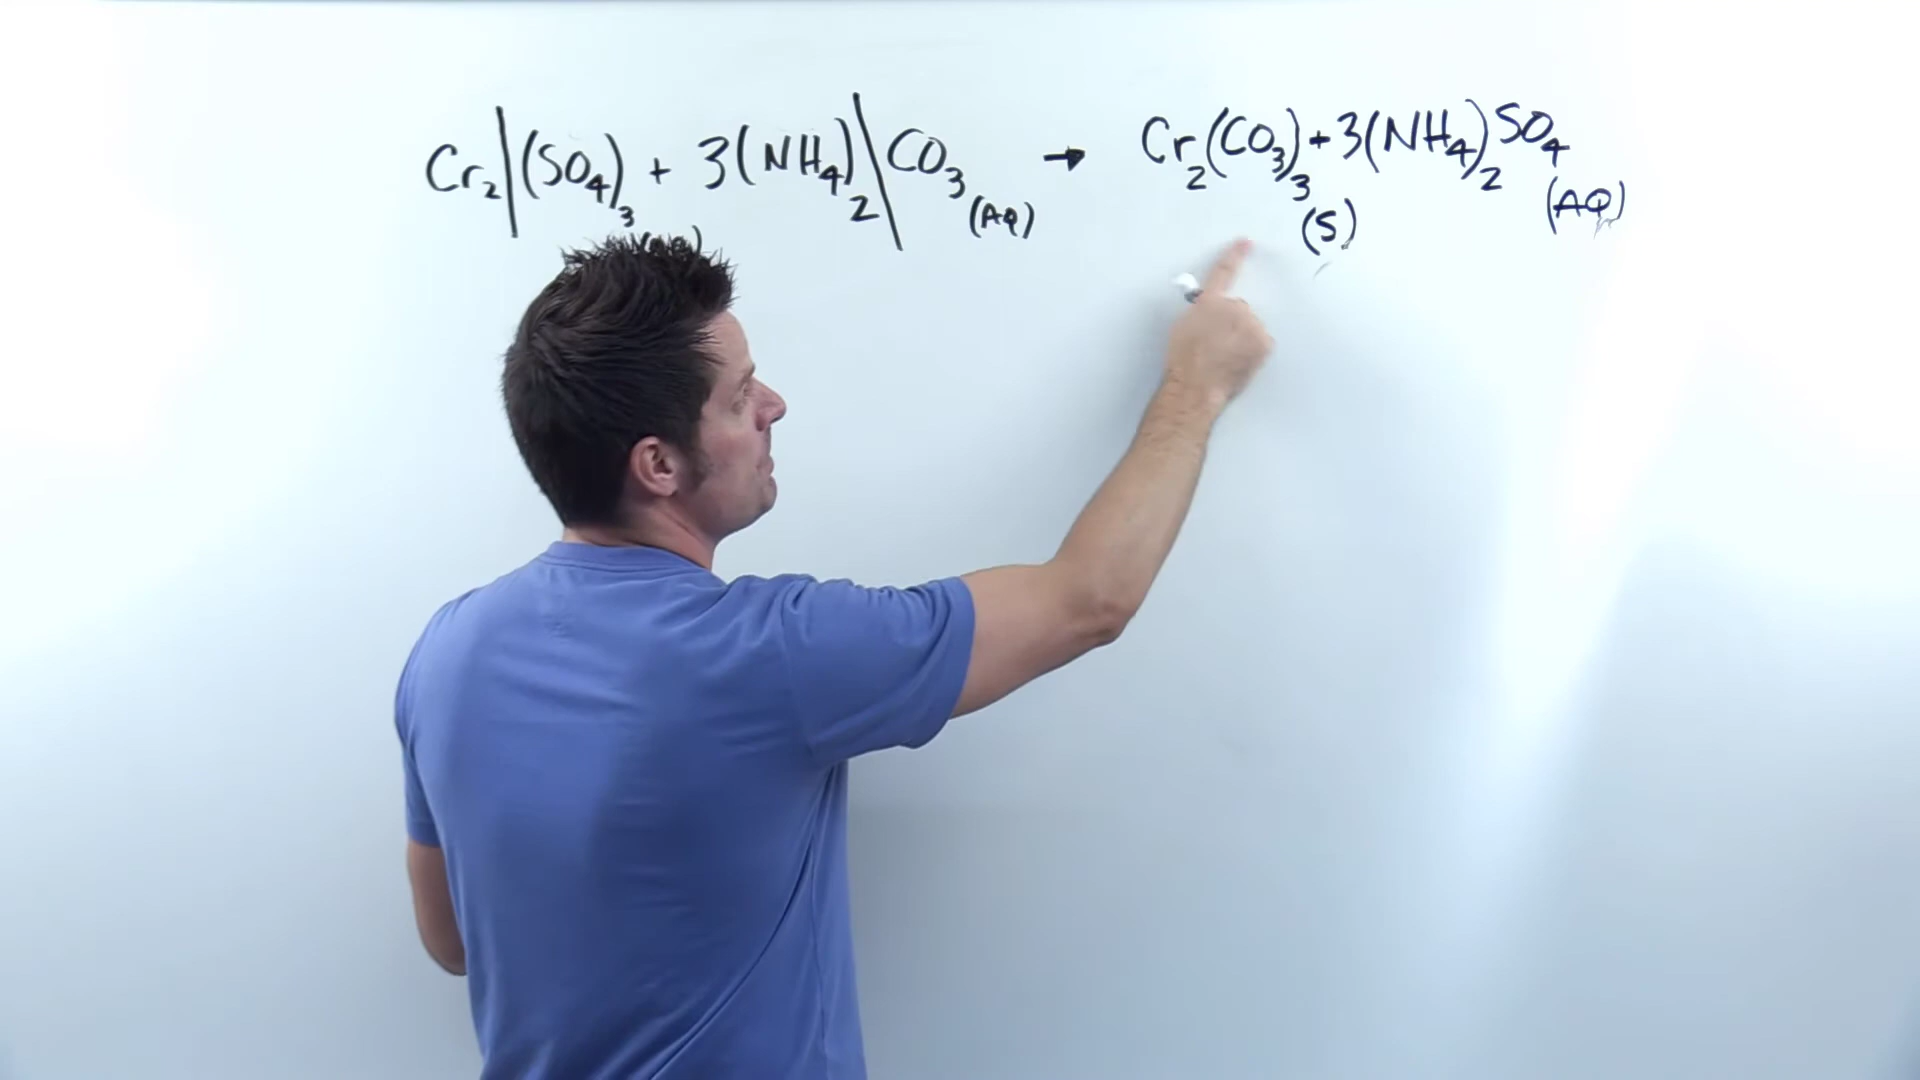 Cr₂|(SO₄)₃ + 3(NH₄)₂\CO₃ (AQ) → Cr₂(CO₃)₃ (S) + 3(NH₄)₂SO₄ (AQ)